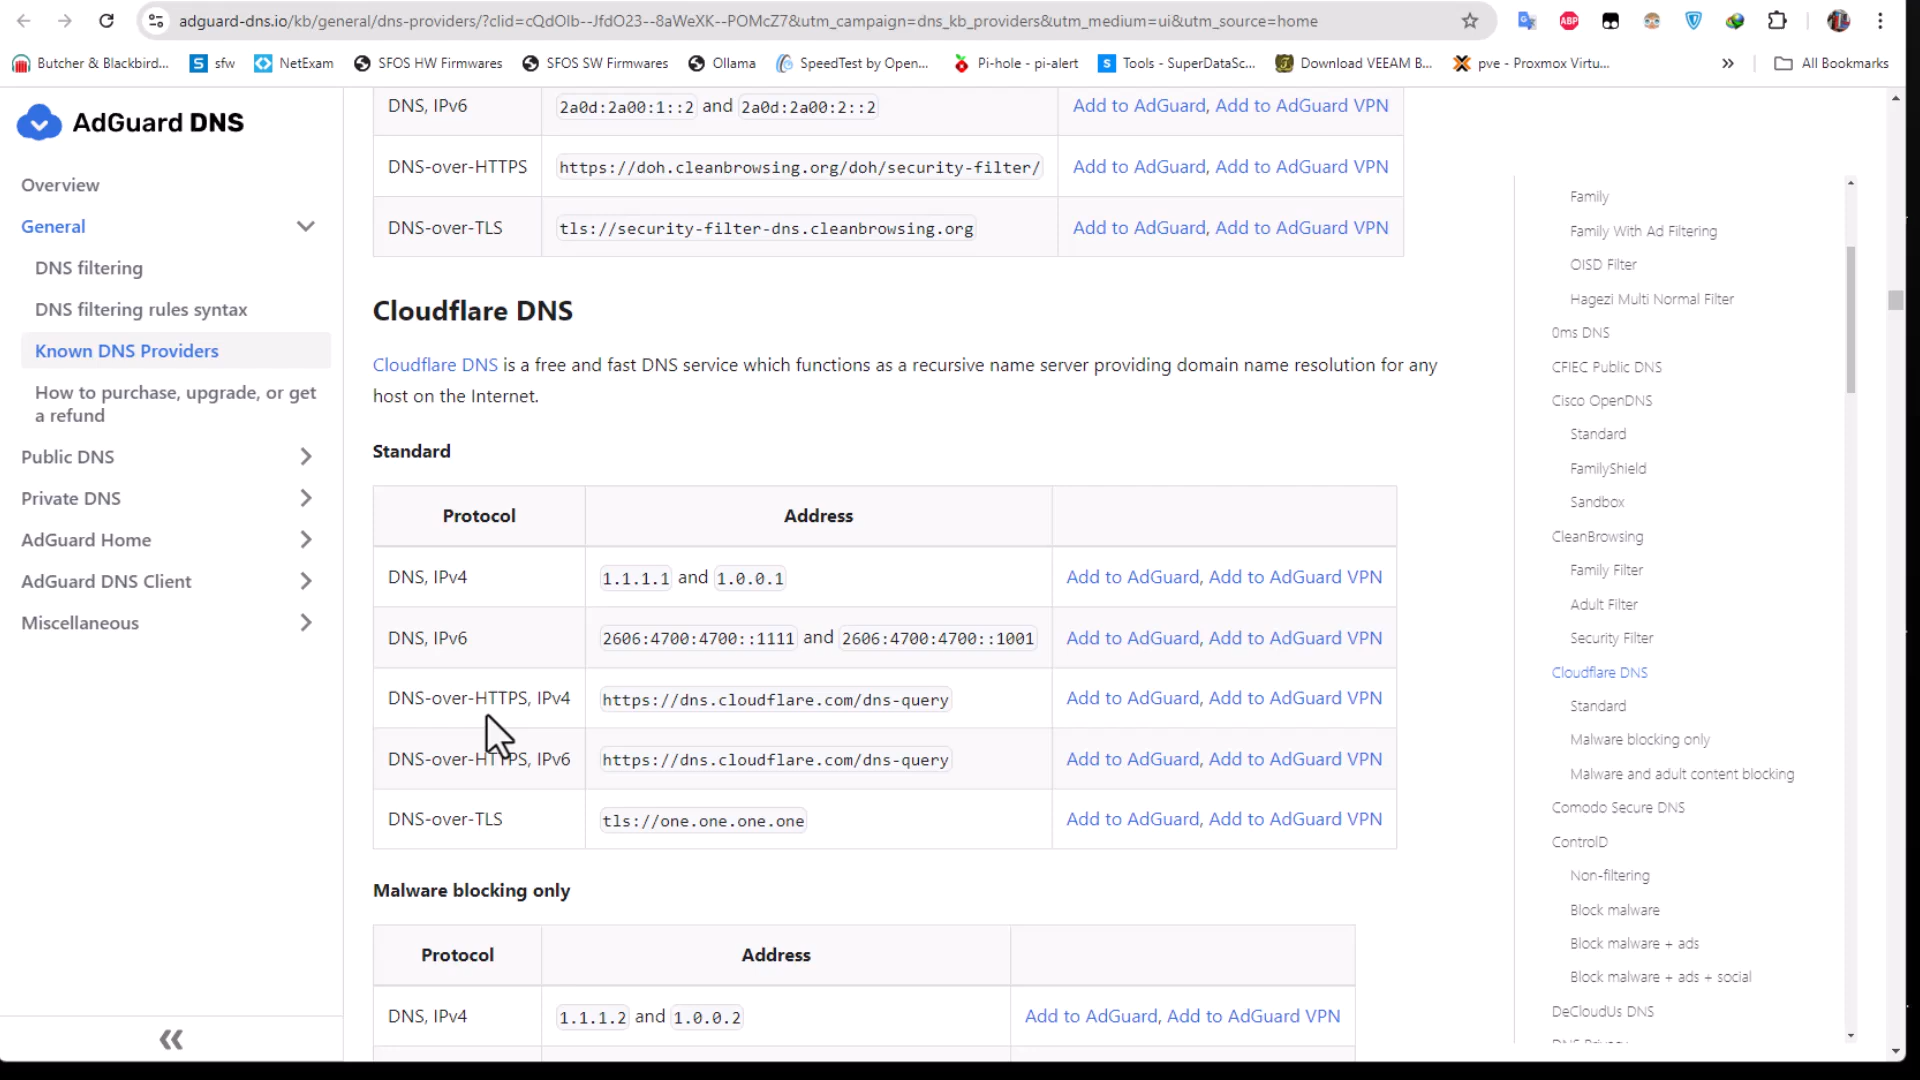 adguard-dns.io/kb/general/dns-providers/?clid=cQdOlb--JfdO23--8aWeXK--POMcZ7&utm_campaign=dns_kb_providers&utm_medium=ui&utm_source=home
ABP
Butcher & Blackbird...
sfw
NetExam
SFOS HW Firmwares
SFOS SW Firmwares
Ollama
SpeedTest by Open...
Pi-hole - pi-alert
Tools - SuperDataSc...
Download VEEAM B...
pve - Proxmox Virtu...
All Bookmarks
AdGuard DNS
Overview
General
DNS filtering
DNS filtering rules syntax
Known DNS Providers
How to purchase, upgrade, or get
a refund
Public DNS
Private DNS
AdGuard Home
AdGuard DNS Client
Miscellaneous
DNS, IPv6 2a0d:2a00:1::2 and 2a0d:2a00:2::2 Add to AdGuard, Add to AdGuard VPN
DNS-over-HTTPS https://doh.cleanbrowsing.org/doh/security-filter/ Add to AdGuard, Add to AdGuard VPN
DNS-over-TLS tls://security-filter-dns.cleanbrowsing.org Add to AdGuard, Add to AdGuard VPN
Cloudflare DNS
Cloudflare DNS is a free and fast DNS service which functions as a recursive name server providing domain name resolution for any
host on the Internet.
Standard
Protocol Address
DNS, IPv4 1.1.1.1 and 1.0.0.1 Add to AdGuard, Add to AdGuard VPN
DNS, IPv6 2606:4700:4700::1111 and 2606:4700:4700::1001 Add to AdGuard, Add to AdGuard VPN
DNS-over-HTTPS, IPv4 https://dns.cloudflare.com/dns-query Add to AdGuard, Add to AdGuard VPN
DNS-over-HTTPS, IPv6 https://dns.cloudflare.com/dns-query Add to AdGuard, Add to AdGuard VPN
DNS-over-TLS tls://one.one.one.one Add to AdGuard, Add to AdGuard VPN
Malware blocking only
Protocol Address
DNS, IPv4 1.1.1.2 and 1.0.0.2 Add to AdGuard, Add to AdGuard VPN
Family
Family With Ad Filtering
OISD Filter
Hagezi Multi Normal Filter
0ms DNS
CFIEC Public DNS
Cisco OpenDNS
Standard
FamilyShield
Sandbox
CleanBrowsing
Family Filter
Adult Filter
Security Filter
Cloudflare DNS
Standard
Malware blocking only
Malware and adult content blocking
Comodo Secure DNS
ControlD
Non-filtering
Block malware
Block malware + ads
Block malware + ads + social
DeCloudUs DNS